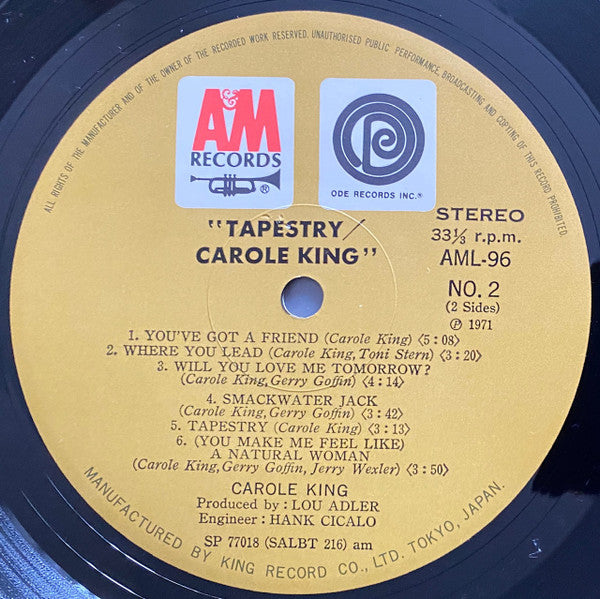 ALL RIGHTS OF THE MANUFACTURER AND OF THE OWNER OF THE RECORDED WORK RESERVED. UNAUTHORISED PUBLIC PERFORMANCE, BROADCASTING AND COPYING OF THIS RECORD PROHIBITED.
A&M
RECORDS
®
ODE RECORDS INC.®
"TAPESTRY/
CAROLE KING"
STEREO
33⅓ r.p.m.
AML-96
NO. 2
(2 Sides)
Ⓟ 1971
1. YOU'VE GOT A FRIEND (Carole King) ⟨5:08⟩
2. WHERE YOU LEAD (Carole King, Toni Stern) ⟨3:20⟩
3. WILL YOU LOVE ME TOMORROW?
(Carole King, Gerry Goffin) ⟨4:14⟩
4. SMACKWATER JACK
(Carole King, Gerry Goffin) ⟨3:42⟩
5. TAPESTRY (Carole King) ⟨3:13⟩
6. (YOU MAKE ME FEEL LIKE)
A NATURAL WOMAN
(Carole King, Gerry Goffin, Jerry Wexler) ⟨3:50⟩
CAROLE KING
Produced by : LOU ADLER
Engineer : HANK CICALO
SP 77018 (SALBT 216) am
MANUFACTURED BY KING RECORD CO., LTD. TOKYO, JAPAN.